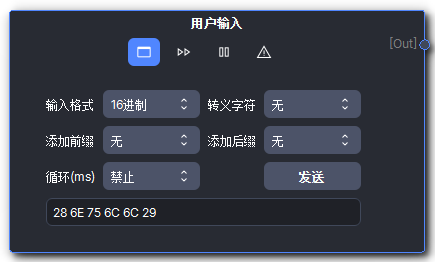 用户输入
[Out]
输入格式 16进制 转义字符 无
添加前缀 无 添加后缀 无
循环(ms) 禁止 发送
28 6E 75 6C 6C 29